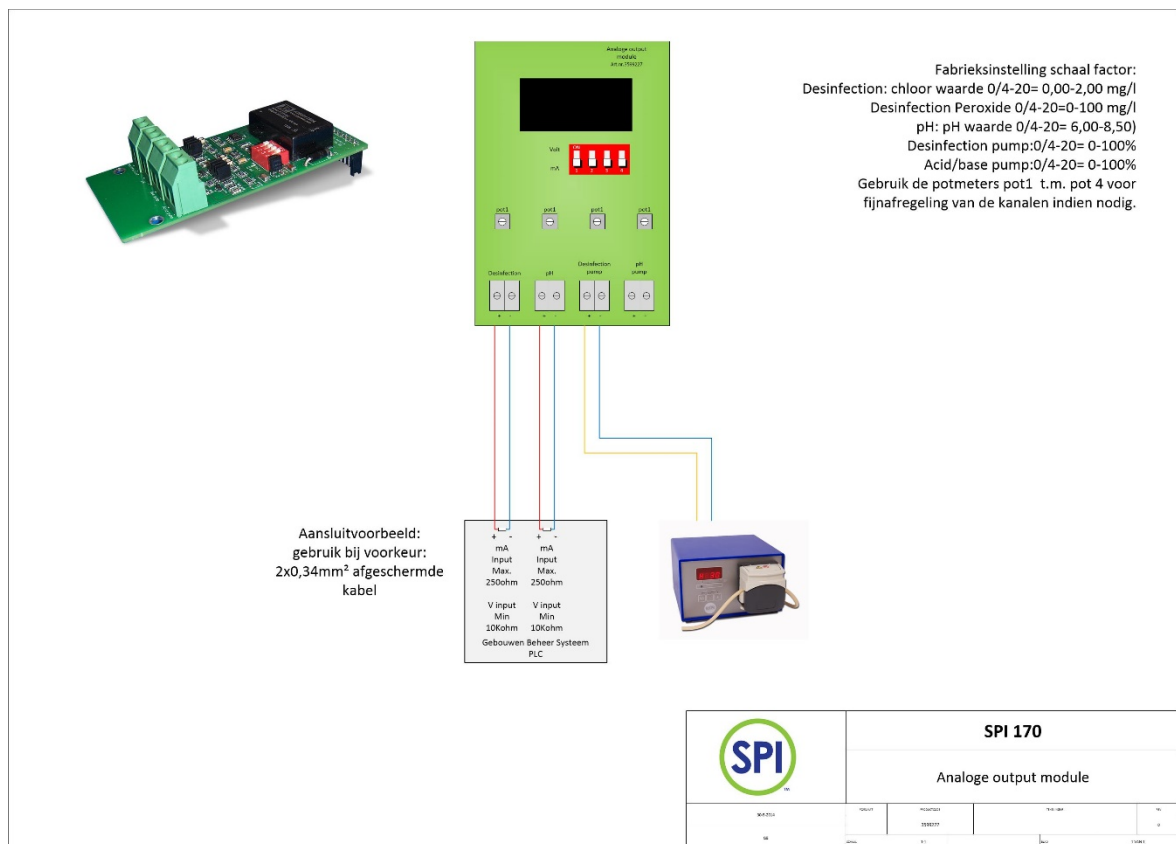 Analoge output
module
Fabrieksinstelling schaal factor:
Desinfection: chloor waarde 0/4-20= 0,00-2,00 mg/l
Desinfection Peroxide 0/4-20=0-100 mg/l
pH: pH waarde 0/4-20= 6,00-8,50)
Desinfection pump:0/4-20= 0-100%
Acid/base pump:0/4-20= 0-100%
Gebruik de potmeters pot1 t.m. pot 4 voor
fijnafregeling van de kanalen indien nodig.
Volt
mA
ON
1 2 3 4
pot1 pot1 pot1 pot1
Desinfection pH Desinfection pump pH pump
+ - + - + - + -
Aansluitvoorbeeld:
gebruik bij voorkeur:
2x0,34mm² afgeschermde
kabel
+ - + -
mA mA
Input Input
Max. Max.
250ohm 250ohm
V input V input
Min Min
10Kohm 10Kohm
Gebouwen Beheer Systeem
PLC
SPI
SPI 170
Analoge output module